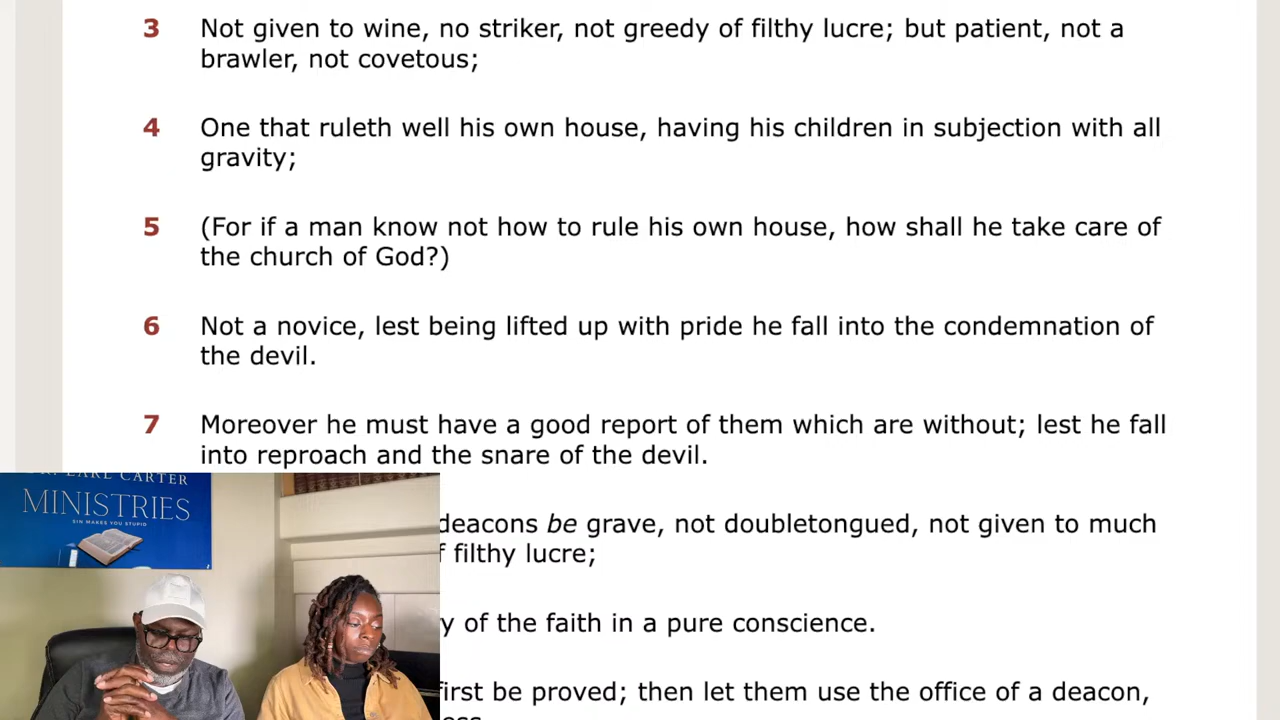 3 Not given to wine, no striker, not greedy of filthy lucre; but patient, not a
brawler, not covetous;
4 One that ruleth well his own house, having his children in subjection with all
gravity;
5 (For if a man know not how to rule his own house, how shall he take care of
the church of God?)
6 Not a novice, lest being lifted up with pride he fall into the condemnation of
the devil.
7 Moreover he must have a good report of them which are without; lest he fall
into reproach and the snare of the devil.
deacons be grave, not doubletongued, not given to much
filthy lucre;
of the faith in a pure conscience.
first be proved; then let them use the office of a deacon,
EARL CARTER
MINISTRIES
SIN MAKES YOU STUPID